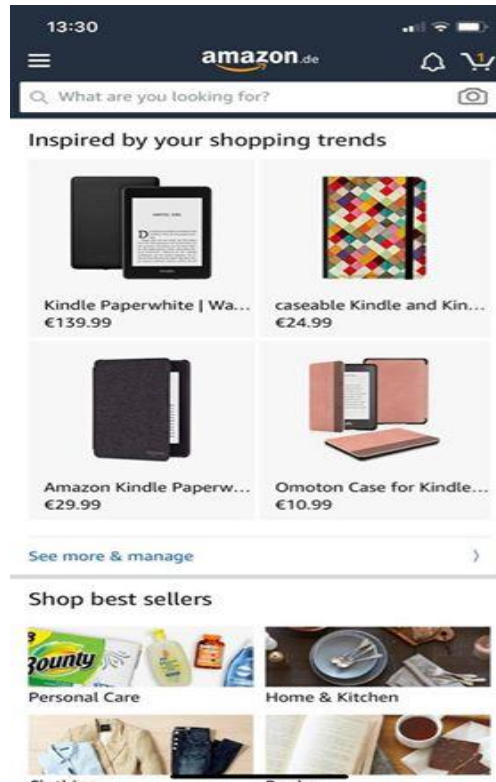 13:30
amazon.de
1
What are you looking for?
Inspired by your shopping trends
Kindle Paperwhite | Wa...
€139.99
caseable Kindle and Kin...
€24.99
Amazon Kindle Paperw...
€29.99
Omoton Case for Kindle...
€10.99
See more & manage
Shop best sellers
Bounty
Personal Care
Home & Kitchen